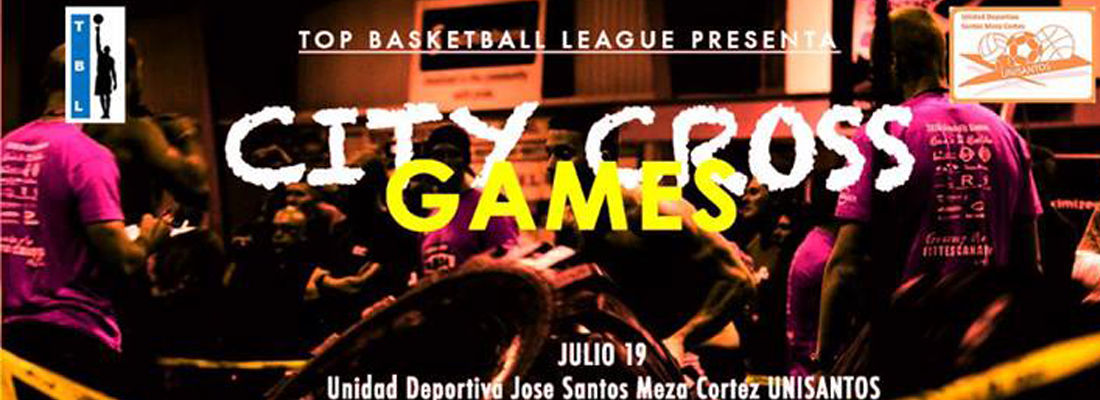 TBL
TOP BASKETBALL LEAGUE PRESENTA
Unidad Deportiva
Santos Meza Cortez
UNISANTOS
CITY CROSS
GAMES
JULIO 19
Unidad Deportiva Jose Santos Meza Cortez UNISANTOS